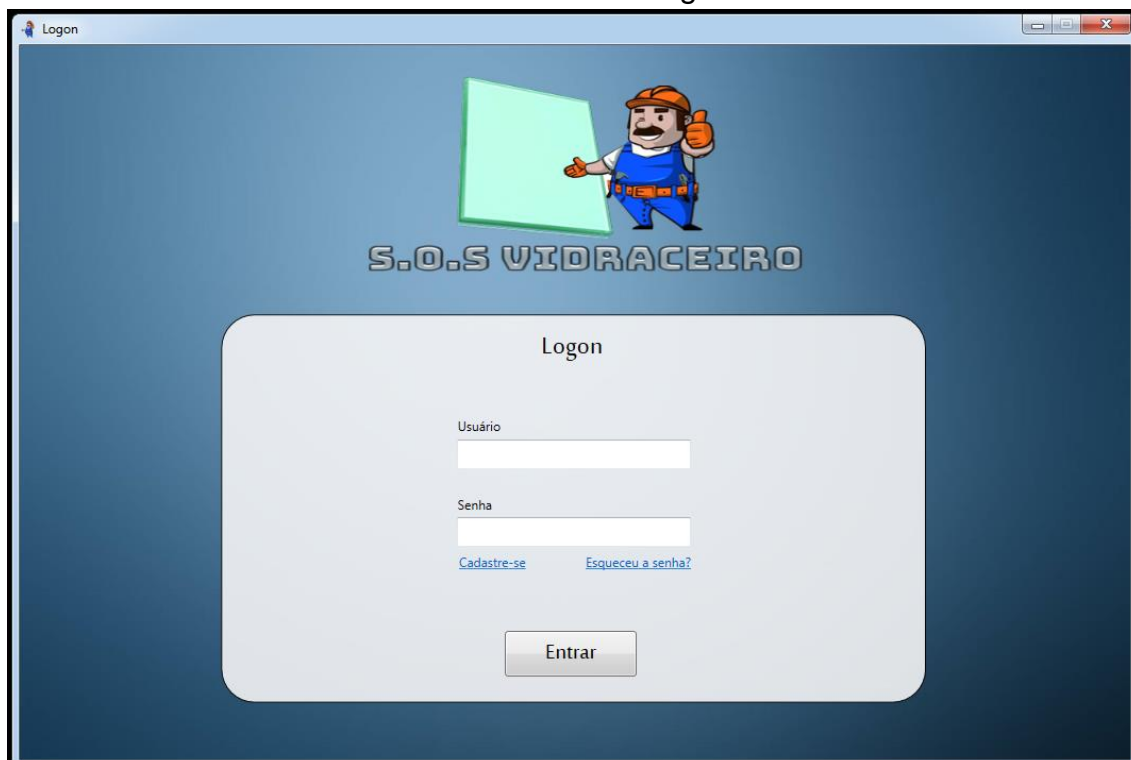 Logon
S.O.S VIDRACEIRO
Logon
Usuário
Senha
Cadastre-se Esqueceu a senha?
Entrar